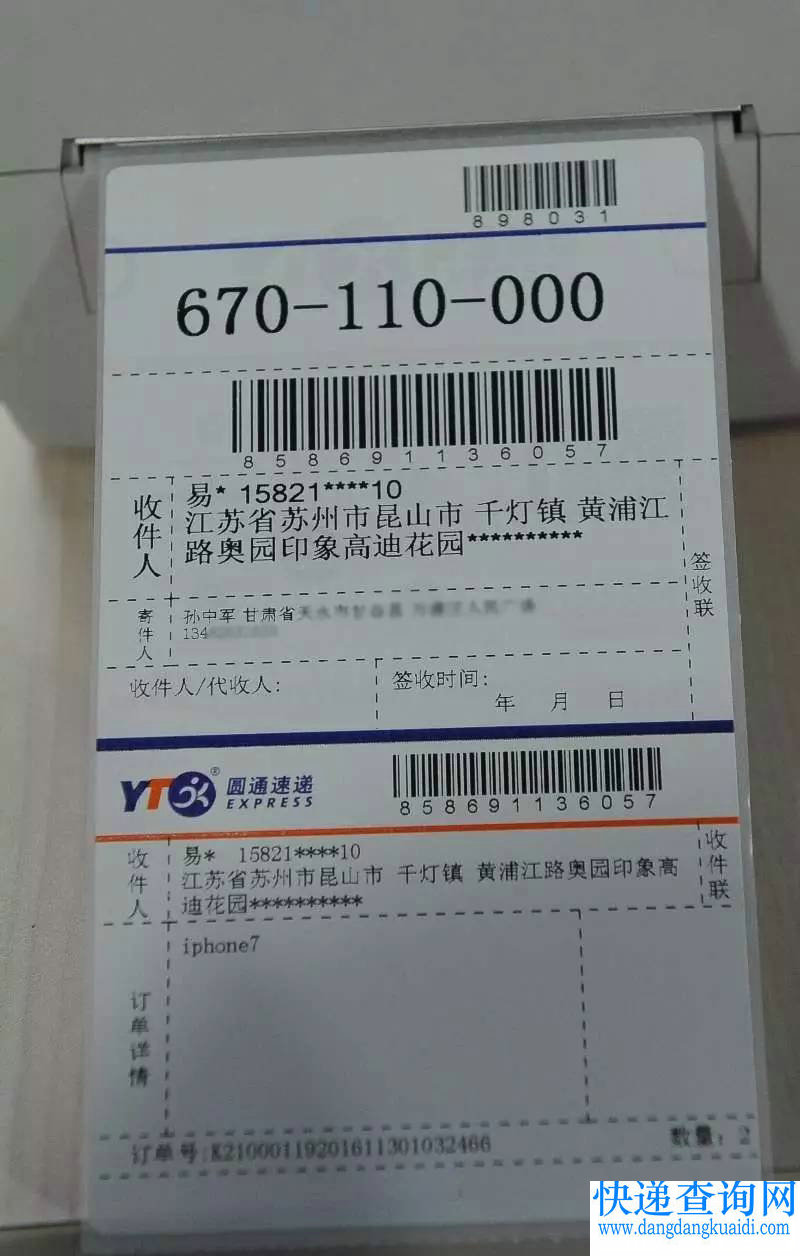 898031
670-110-000
858691136057
收件人
易* 15821****10
江苏省苏州市昆山市 千灯镇 黄浦江
路奥园印象高迪花园**********
签收联
寄件人
孙中军 甘肃省
134
收件人/代收人:
签收时间:
年 月 日
YTO® 圆通速递
EXPRESS
858691136057
收件人
易* 15821****10
江苏省苏州市昆山市 千灯镇 黄浦江路奥园印象高
迪花园**********
收件联
订单详情
iphone7
订单号:K21000119201611301032466
数量: 2
快递查询网
www.dangdangkuaidi.com